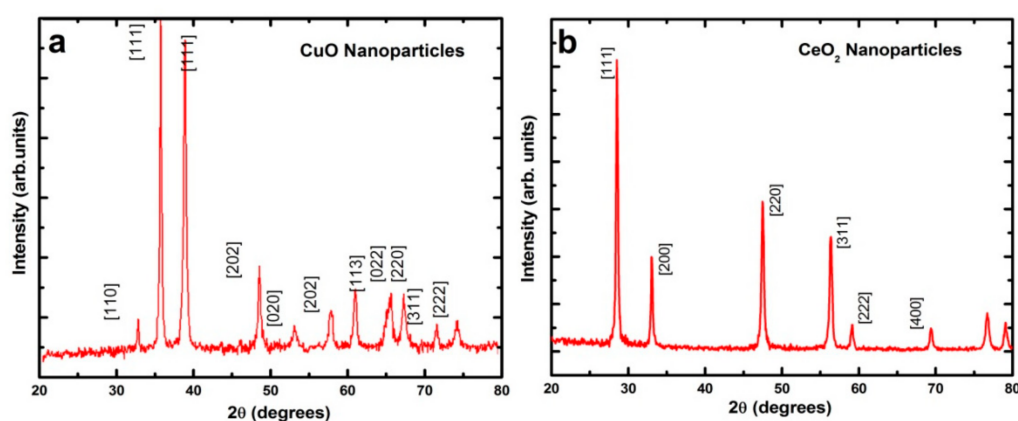 a
CuO Nanoparticles
[110]
[111]
[111]
[202]
[020]
[202]
[113]
[022]
[220]
[311]
[222]
Intensity (arb.units)
20 30 40 50 60 70 80
2θ (degrees)
b
CeO2 Nanoparticles
[111]
[200]
[220]
[311]
[222]
[400]
Intensity (arb.units)
20 30 40 50 60 70 80
2θ (degrees)